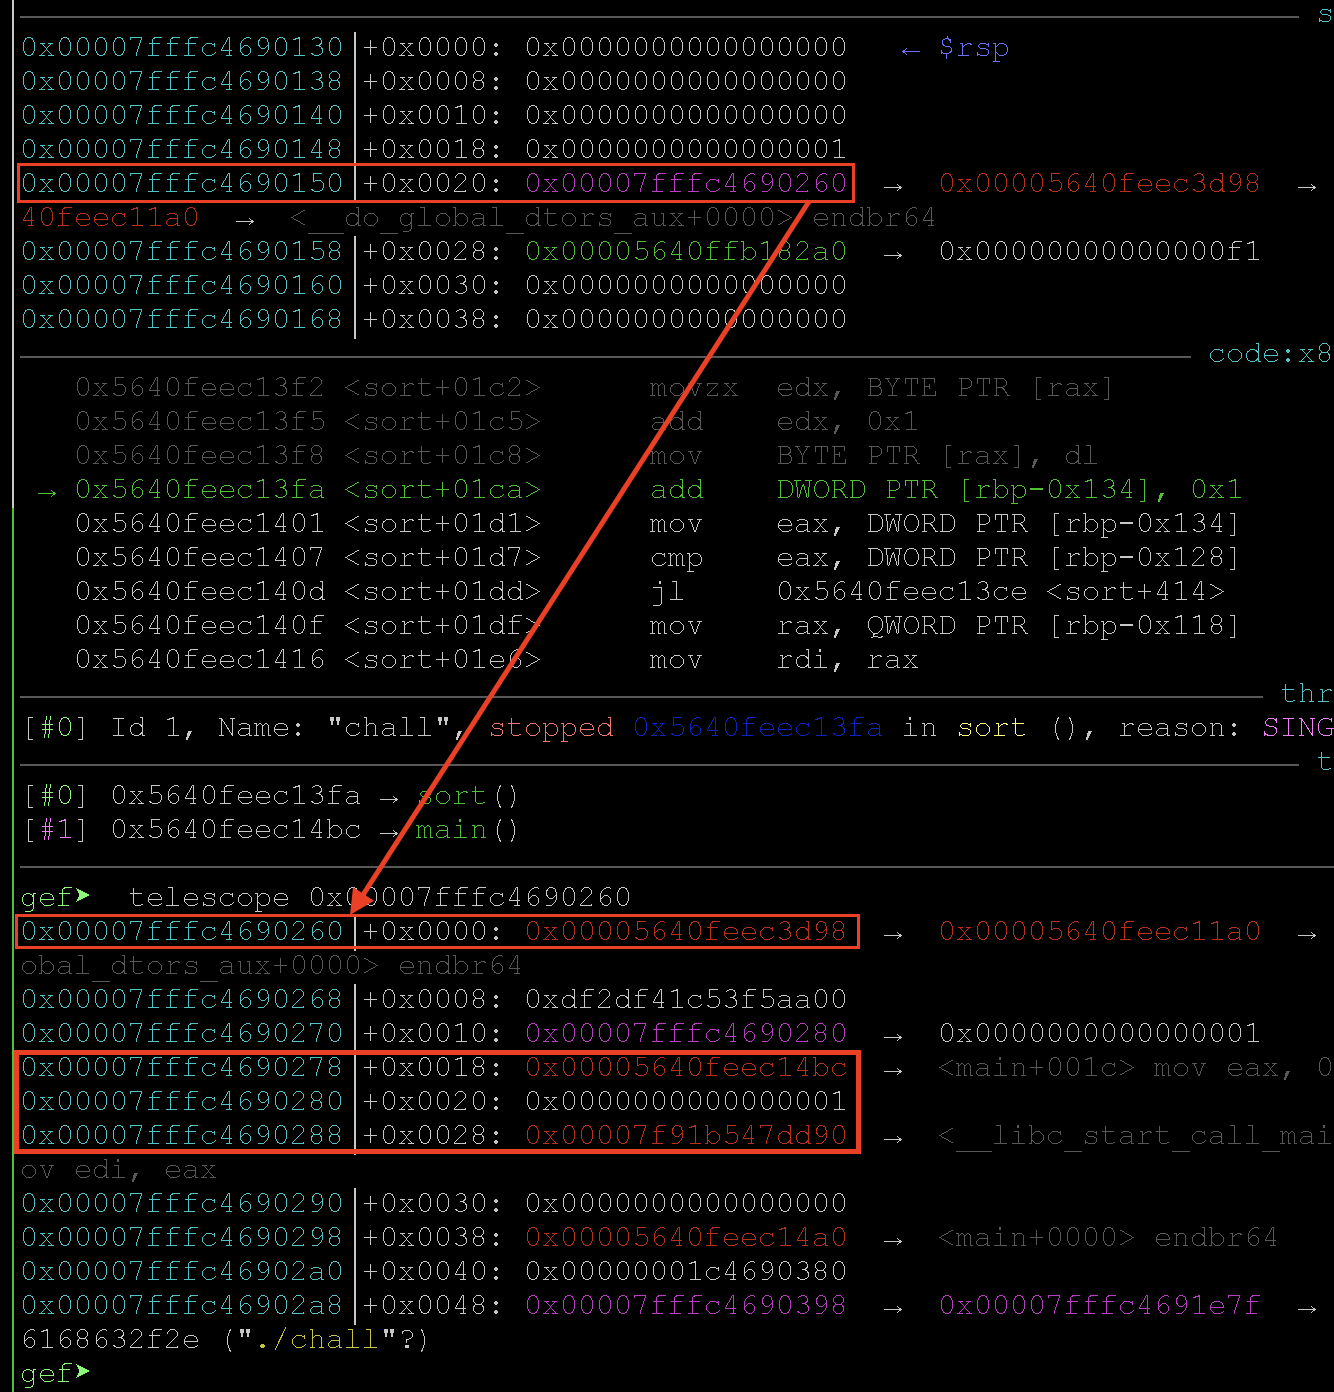 s
0x00007fffc4690130│+0x0000: 0x0000000000000000   ← $rsp
0x00007fffc4690138│+0x0008: 0x0000000000000000
0x00007fffc4690140│+0x0010: 0x0000000000000000
0x00007fffc4690148│+0x0018: 0x0000000000000001
0x00007fffc4690150│+0x0020: 0x00007fffc4690260  →  0x00005640feec3d98  →
40feec11a0  →  <__do_global_dtors_aux+0000> endbr64
0x00007fffc4690158│+0x0028: 0x00005640ffb182a0  →  0x00000000000000f1
0x00007fffc4690160│+0x0030: 0x0000000000000000
0x00007fffc4690168│+0x0038: 0x0000000000000000
code:x8
0x5640feec13f2 <sort+01c2>      movzx  edx, BYTE PTR [rax]
0x5640feec13f5 <sort+01c5>      add    edx, 0x1
0x5640feec13f8 <sort+01c8>      mov    BYTE PTR [rax], dl
→ 0x5640feec13fa <sort+01ca>      add    DWORD PTR [rbp-0x134], 0x1
0x5640feec1401 <sort+01d1>      mov    eax, DWORD PTR [rbp-0x134]
0x5640feec1407 <sort+01d7>      cmp    eax, DWORD PTR [rbp-0x128]
0x5640feec140d <sort+01dd>      jl     0x5640feec13ce <sort+414>
0x5640feec140f <sort+01df>      mov    rax, QWORD PTR [rbp-0x118]
0x5640feec1416 <sort+01e6>      mov    rdi, rax
thr
[#0] Id 1, Name: "chall", stopped 0x5640feec13fa in sort (), reason: SING
t
[#0] 0x5640feec13fa → sort()
[#1] 0x5640feec14bc → main()
gef➤  telescope 0x00007fffc4690260
0x00007fffc4690260│+0x0000: 0x00005640feec3d98  →  0x00005640feec11a0  →
obal_dtors_aux+0000> endbr64
0x00007fffc4690268│+0x0008: 0xdf2df41c53f5aa00
0x00007fffc4690270│+0x0010: 0x00007fffc4690280  →  0x0000000000000001
0x00007fffc4690278│+0x0018: 0x00005640feec14bc  →  <main+001c> mov eax, 0
0x00007fffc4690280│+0x0020: 0x0000000000000001
0x00007fffc4690288│+0x0028: 0x00007f91b547dd90  →  <__libc_start_call_mai
ov edi, eax
0x00007fffc4690290│+0x0030: 0x0000000000000000
0x00007fffc4690298│+0x0038: 0x00005640feec14a0  →  <main+0000> endbr64
0x00007fffc46902a0│+0x0040: 0x00000001c4690380
0x00007fffc46902a8│+0x0048: 0x00007fffc4690398  →  0x00007fffc4691e7f  →
6168632f2e ("./chall"?)
gef➤